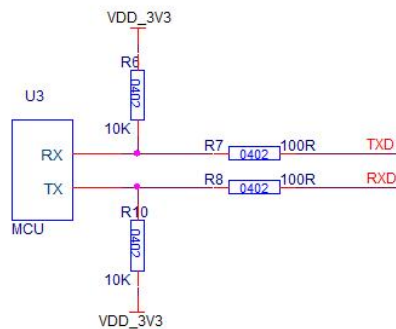 VDD_3V3
R6
0402
U3
10K
RX
R7
0402
100R
TXD
TX
R8
0402
100R
RXD
MCU
R10
0402
10K
VDD_3V3